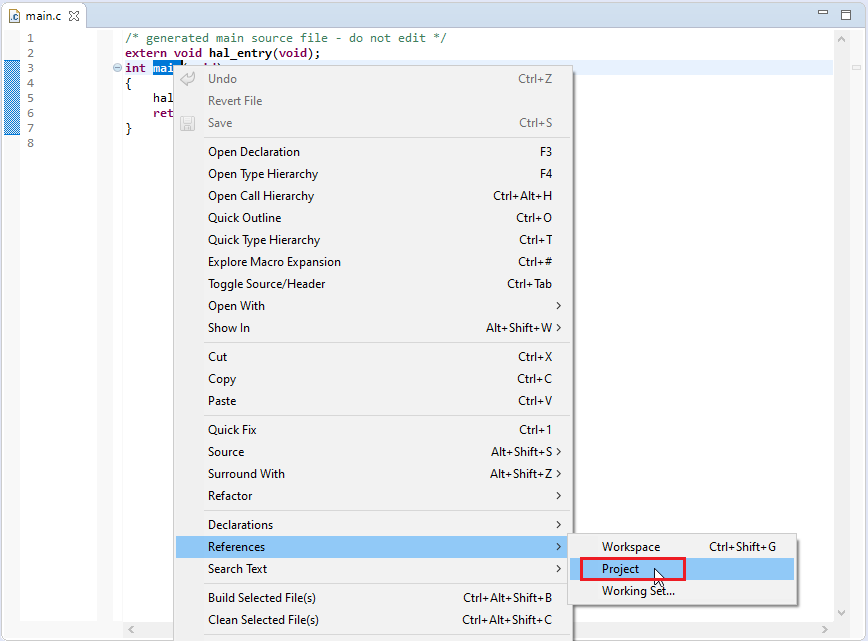 main.c
1 /* generated main source file - do not edit */
2 extern void hal_entry(void);
3 int main
4 {
5 hal
6 ret
7 }
8
Undo Ctrl+Z
Revert File
Save Ctrl+S
Open Declaration F3
Open Type Hierarchy F4
Open Call Hierarchy Ctrl+Alt+H
Quick Outline Ctrl+O
Quick Type Hierarchy Ctrl+T
Explore Macro Expansion Ctrl+#
Toggle Source/Header Ctrl+Tab
Open With
Show In Alt+Shift+W
Cut Ctrl+X
Copy Ctrl+C
Paste Ctrl+V
Quick Fix Ctrl+1
Source Alt+Shift+S
Surround With Alt+Shift+Z
Refactor
Declarations
References
Search Text
Build Selected File(s) Ctrl+Alt+Shift+B
Clean Selected File(s) Ctrl+Alt+Shift+C
Workspace Ctrl+Shift+G
Project
Working Set...